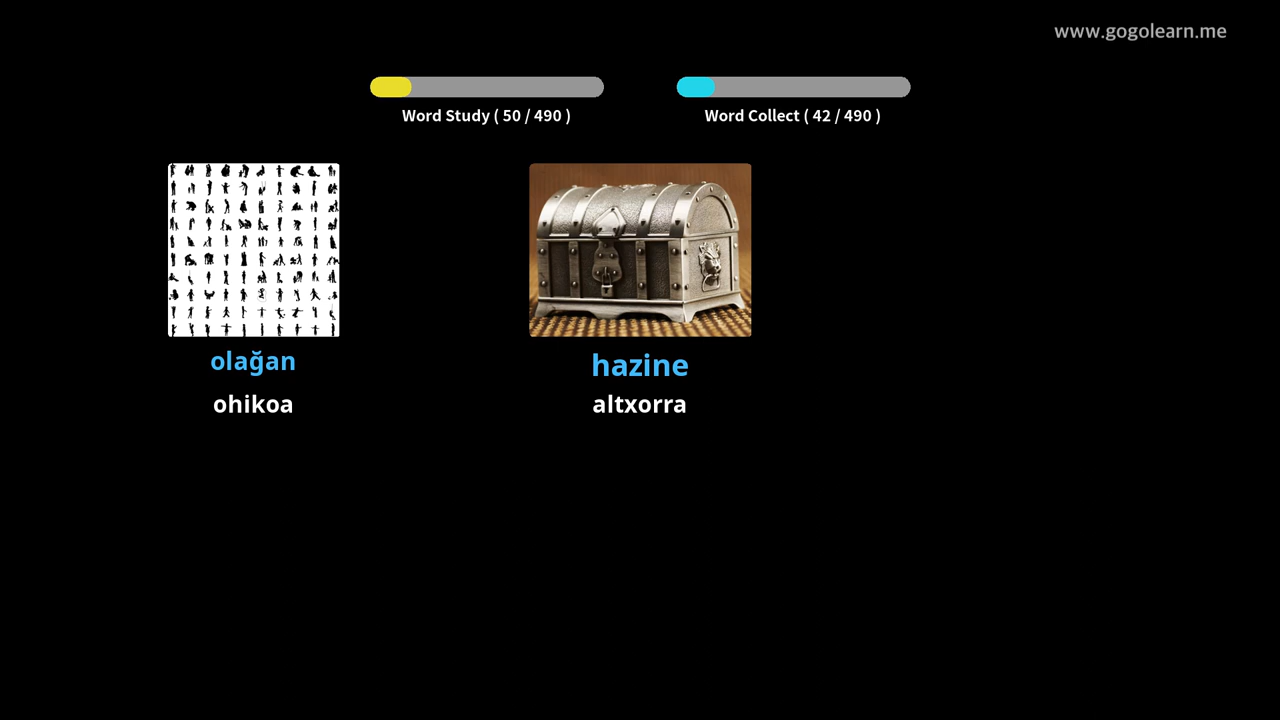 www.gogolearn.me
Word Study ( 50 / 490 )
Word Collect ( 42 / 490 )
olağan
ohikoa
hazine
altxorra